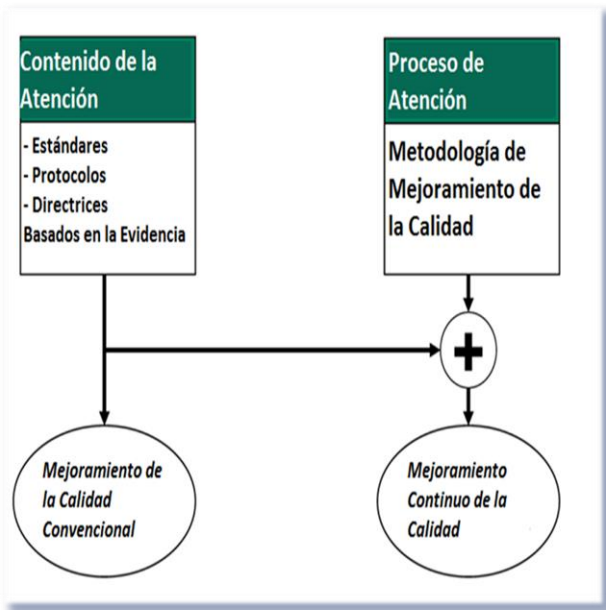 Contenido de la
Atención
- Estándares
- Protocolos
- Directrices
Basados en la Evidencia
Proceso de
Atención
Metodología de
Mejoramiento de
la Calidad
+
Mejoramiento de
la Calidad
Convencional
Mejoramiento
Continuo de la
Calidad